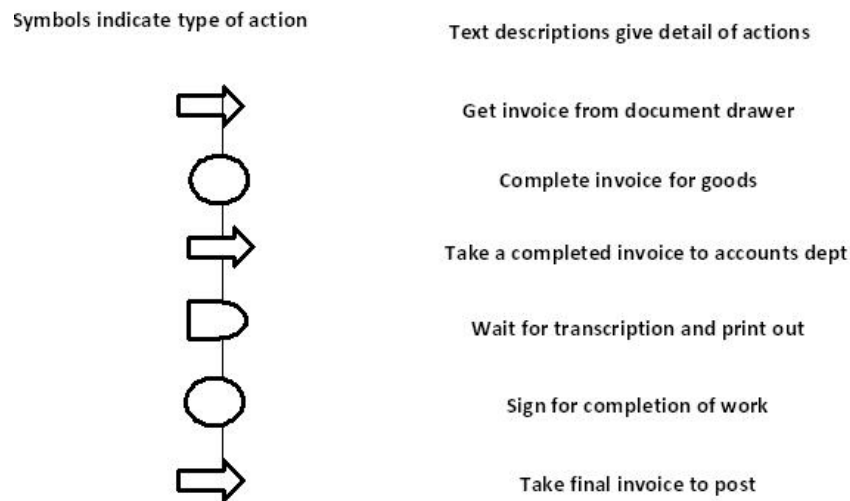 Symbols indicate type of action
Text descriptions give detail of actions
Get invoice from document drawer
Complete invoice for goods
Take a completed invoice to accounts dept
Wait for transcription and print out
Sign for completion of work
Take final invoice to post